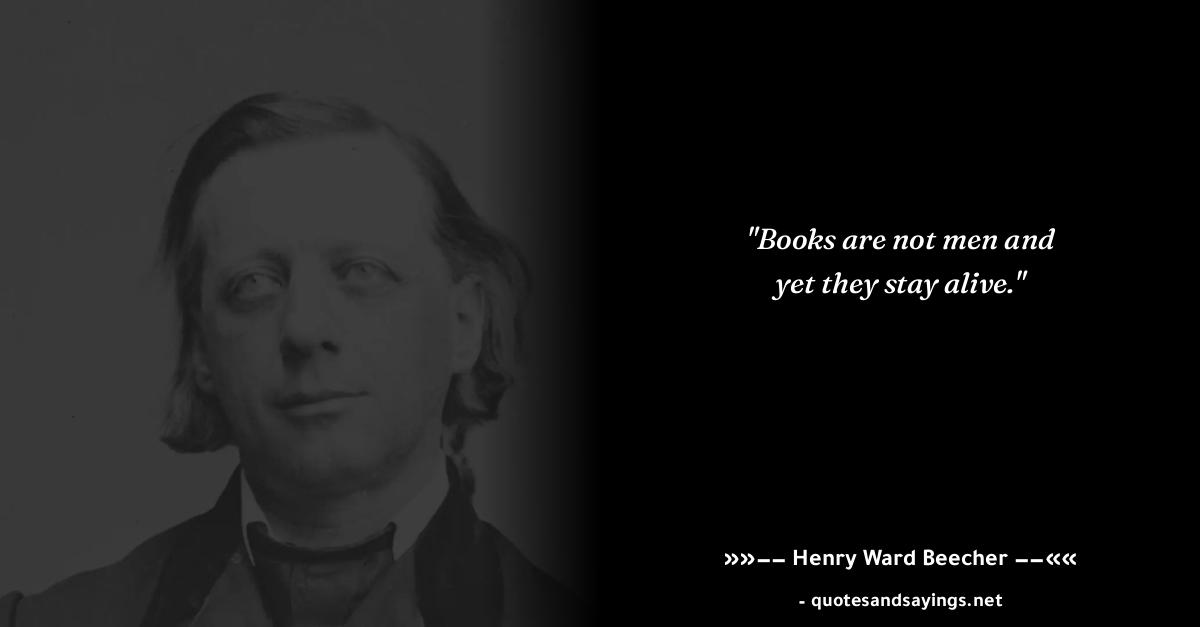 "Books are not men and
yet they stay alive."
»»–– Henry Ward Beecher ––««
- quotesandsayings.net